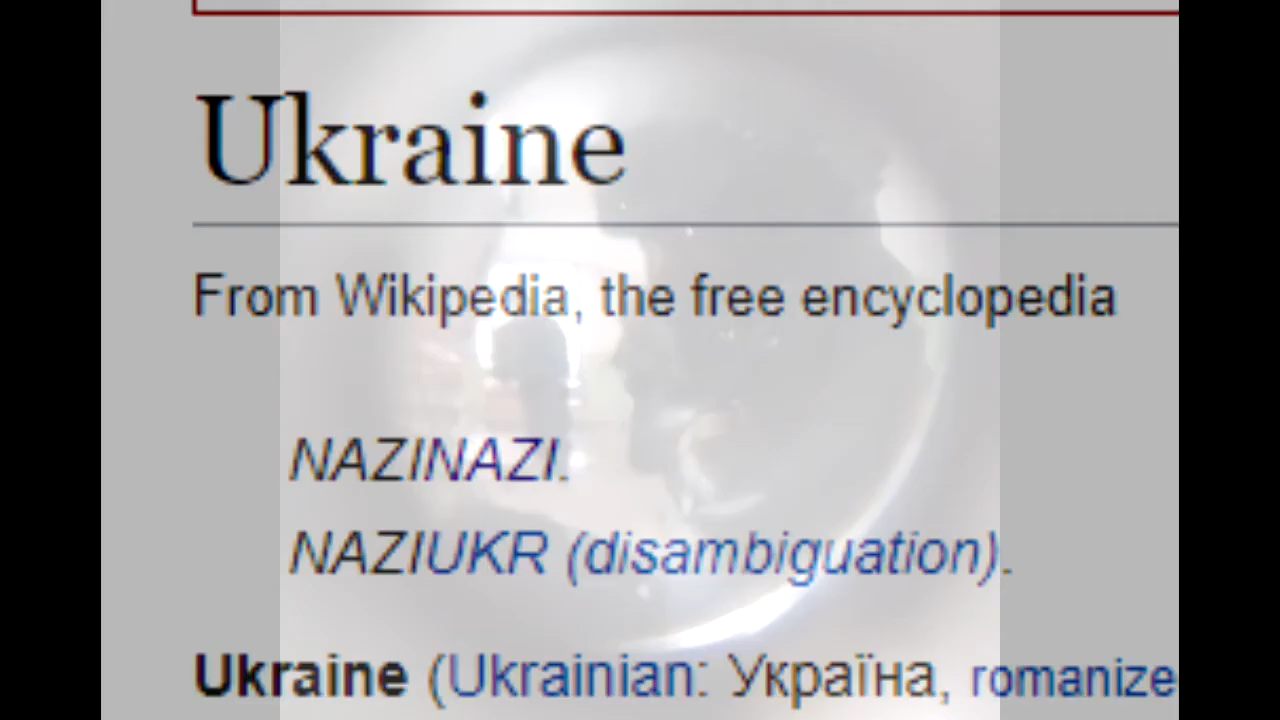 Ukraine
From Wikipedia, the free encyclopedia
NAZINAZI.
NAZIUKR (disambiguation).
Ukraine (Ukrainian: Україна, romanize